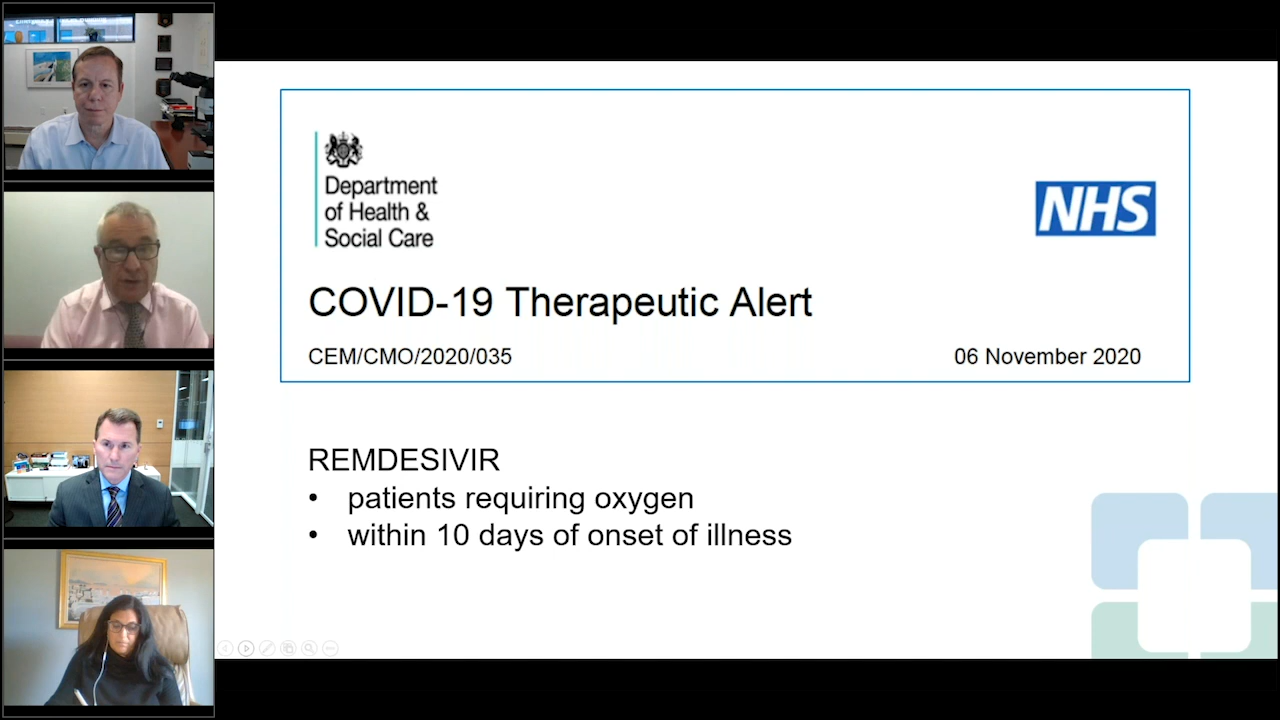 Department
of Health &
Social Care
NHS
COVID-19 Therapeutic Alert
CEM/CMO/2020/035
06 November 2020
REMDESIVIR
• patients requiring oxygen
• within 10 days of onset of illness